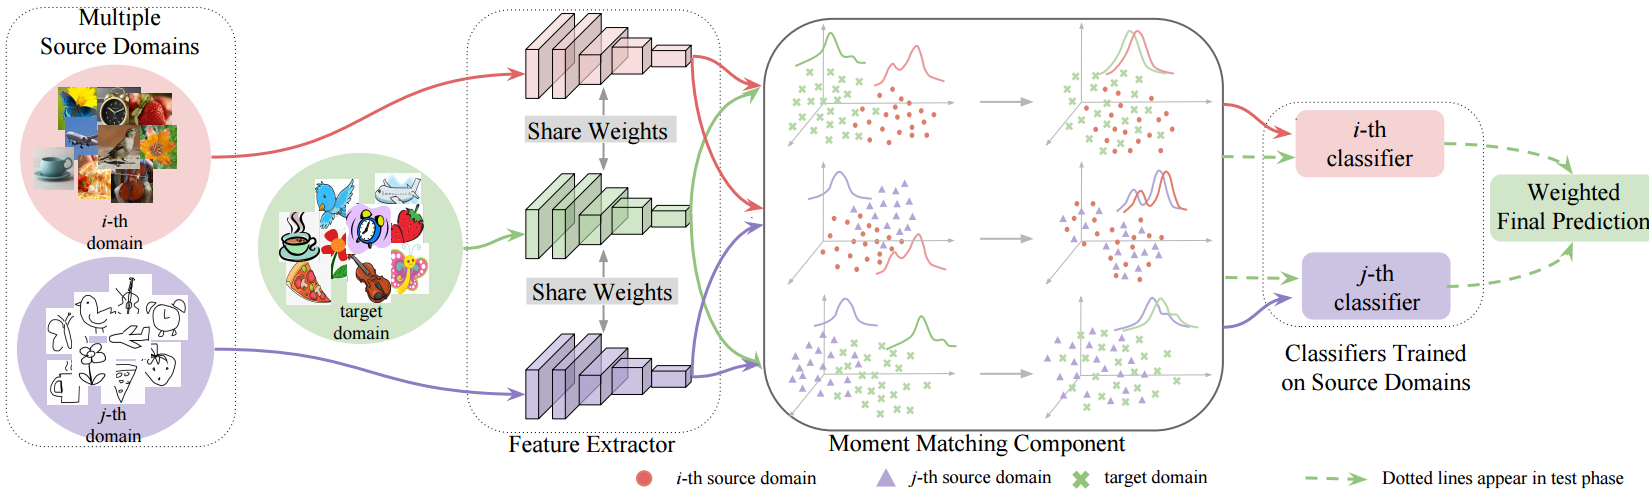 Multiple
Source Domains
i-th
domain
j-th
domain
target
domain
Share Weights
Share Weights
Feature Extractor
Moment Matching Component
i-th
classifier
j-th
classifier
Classifiers Trained
on Source Domains
Weighted
Final Prediction
i-th source domain
j-th source domain
target domain
Dotted lines appear in test phase